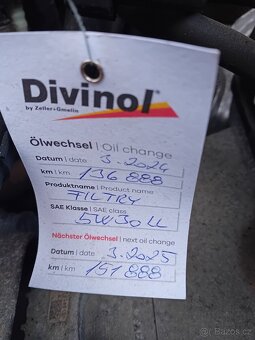 Divinol®
by Zeller+Gmelin
Ölwechsel | Oil change
Datum | date 3.2024
km | km 136 888
Produktname | Product name
FILTRY
SAE Klasse | SAE class
5W30 LL
Nächster Ölwechsel | next oil change
Datum | date 3.2025
km | km 151 888
© bazos.cz